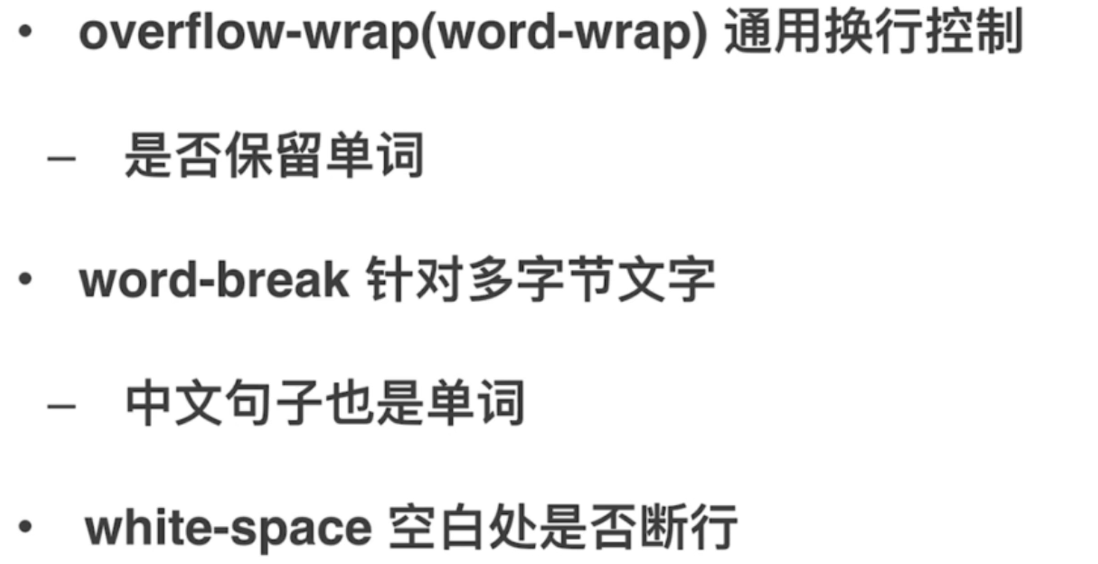 • overflow-wrap(word-wrap) 通用换行控制
– 是否保留单词
• word-break 针对多字节文字
– 中文句子也是单词
• white-space 空白处是否断行